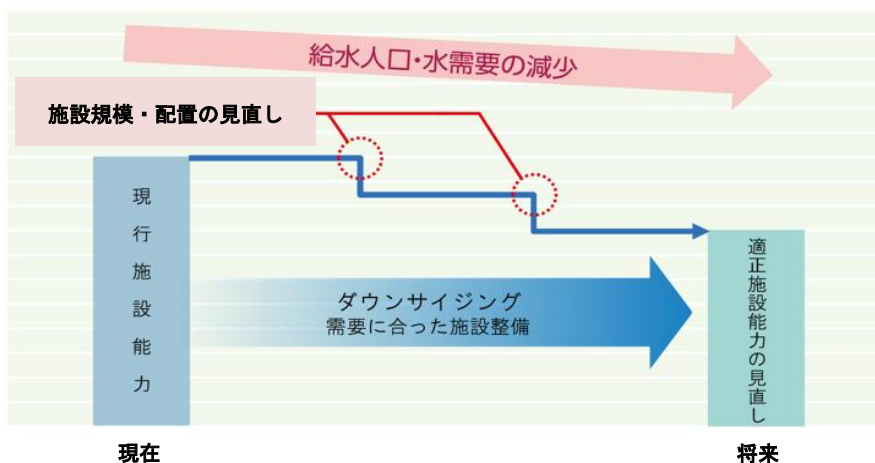 給水人口・水需要の減少
施設規模・配置の見直し
現行施設能力
ダウンサイジング
需要に合った施設整備
適正施設能力の見直し
現在
将来